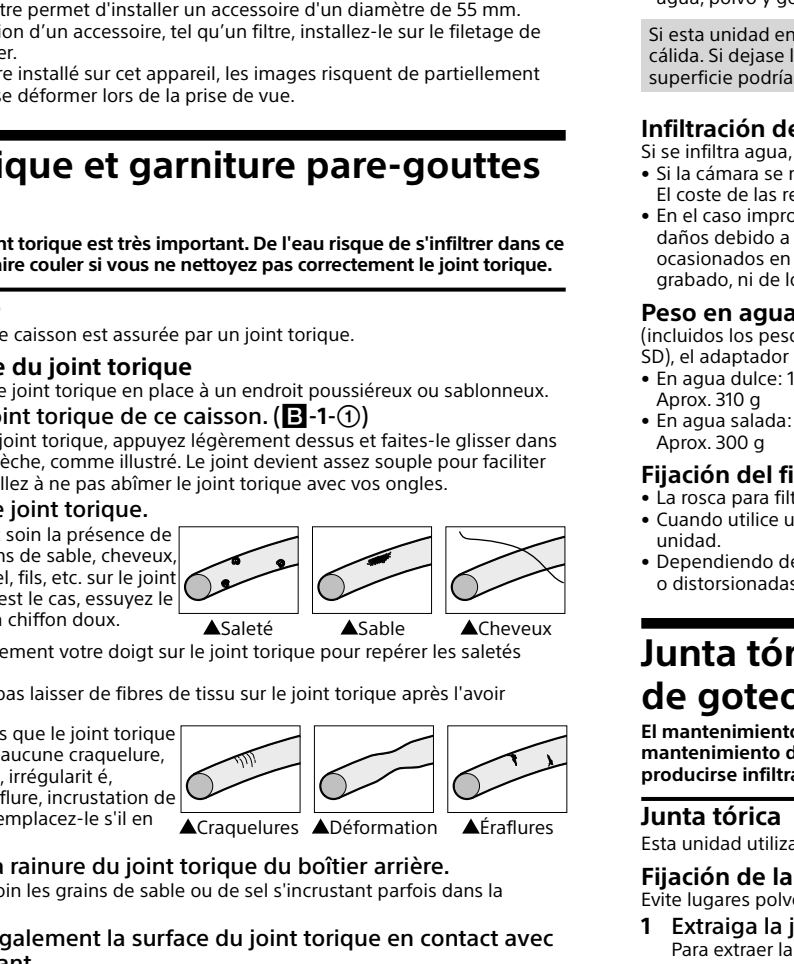 tre permet d'installer un accessoire d'un diamètre de 55 mm.
ion d’un accessoire, tel qu’un filtre, installez-le sur le filetage de
er.
re installé sur cet appareil, les images risquent de partiellement
se déformer lors de la prise de vue.
ique et garniture pare-gouttes
nt torique est très important. De l'eau risque de s'infiltrer dans ce
aire couler si vous ne nettoyez pas correctement le joint torique.
e caisson est assurée par un joint torique.
e du joint torique
e joint torique en place à un endroit poussiéreux ou sablonneux.
oint torique de ce caisson. (B-1-①)
joint torique, appuyez légèrement dessus et faites-le glisser dans
èche, comme illustré. Le joint devient assez souple pour faciliter
llez à ne pas abîmer le joint torique avec vos ongles.
e joint torique.
c soin la présence de
ns de sable, cheveux,
el, fils, etc. sur le joint
est le cas, essuyez le
n chiffon doux.
▲Saleté ▲Sable ▲Cheveux
ement votre doigt sur le joint torique pour repérer les saletés
pas laisser de fibres de tissu sur le joint torique après l'avoir
s que le joint torique
aucune craquelure,
, irrégularit é,
flure, incrustation de
emplacez-le s'il en
▲Craquelures ▲Déformation ▲Éraflures
a rainure du joint torique du boîtier arrière.
oin les grains de sable ou de sel s'incrustant parfois dans la
également la surface du joint torique en contact avec
ant.
agua, polvo y go
Si esta unidad en
cálida. Si dejase l
superficie podría
Infiltración de
Si se infiltra agua,
• Si la cámara se r
El coste de las re
• En el caso impro
daños debido a
ocasionados en
grabado, ni de lo
Peso en agua
(incluidos los peso
SD), el adaptador
• En agua dulce: 1
Aprox. 310 g
• En agua salada:
Aprox. 300 g
Fijación del fi
• La rosca para filt
• Cuando utilice u
unidad.
• Dependiendo de
o distorsionadas
Junta tór
de gotec
El mantenimiento
mantenimiento d
producirse infiltra
Junta tórica
Esta unidad utiliza
Fijación de la
Evite lugares polvo
1 Extraiga la j
Para extraer la